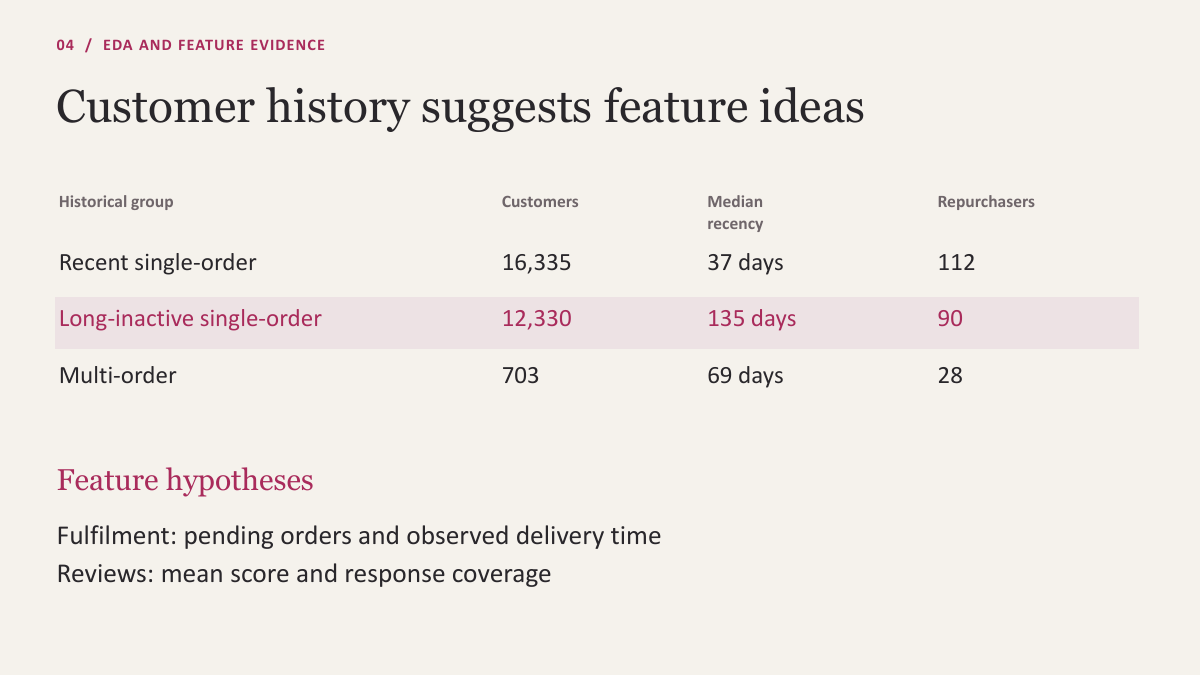 04 / EDA AND FEATURE EVIDENCE
Customer history suggests feature ideas
Historical group Customers Median recency Repurchasers
Recent single-order 16,335 37 days 112
Long-inactive single-order 12,330 135 days 90
Multi-order 703 69 days 28
Feature hypotheses
Fulfilment: pending orders and observed delivery time
Reviews: mean score and response coverage